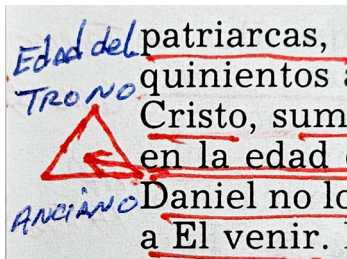 Edad del
TRONO
ANCIANO
patriarcas,
quinientos a
Cristo, sum
en la edad
Daniel no lo
a El venir.